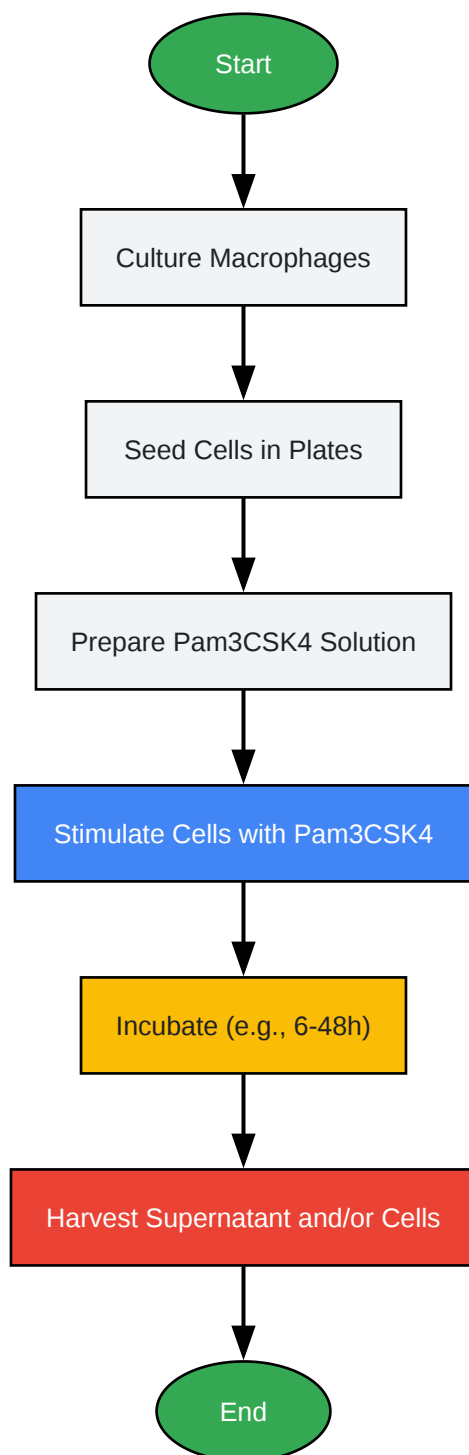 Start
Culture Macrophages
Seed Cells in Plates
Prepare Pam3CSK4 Solution
Stimulate Cells with Pam3CSK4
Incubate (e.g., 6-48h)
Harvest Supernatant and/or Cells
End